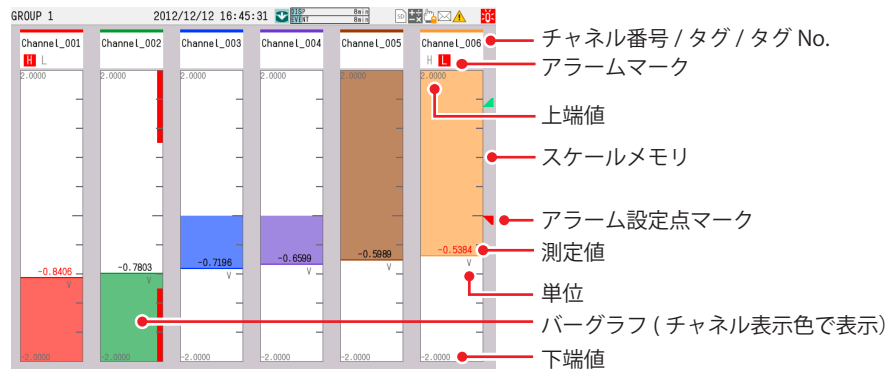 GROUP 1
2012/12/12 16:45:31
DISP 8min
EVENT 8min
SD
Channel_001
Channel_002
Channel_003
Channel_004
Channel_005
Channel_006
H L
H L
2.0000
2.0000
2.0000
2.0000
2.0000
2.0000
-0.8406
V
-0.7803
V
-0.7196
V
-0.6599
V
-0.5989
-0.5384
V
-2.0000
-2.0000
-2.0000
-2.0000
-2.0000
-2.0000
チャネル番号 / タグ / タグ No.
アラームマーク
上端値
スケールメモリ
アラーム設定点マーク
測定値
単位
バーグラフ ( チャネル表示色で表示)
下端値